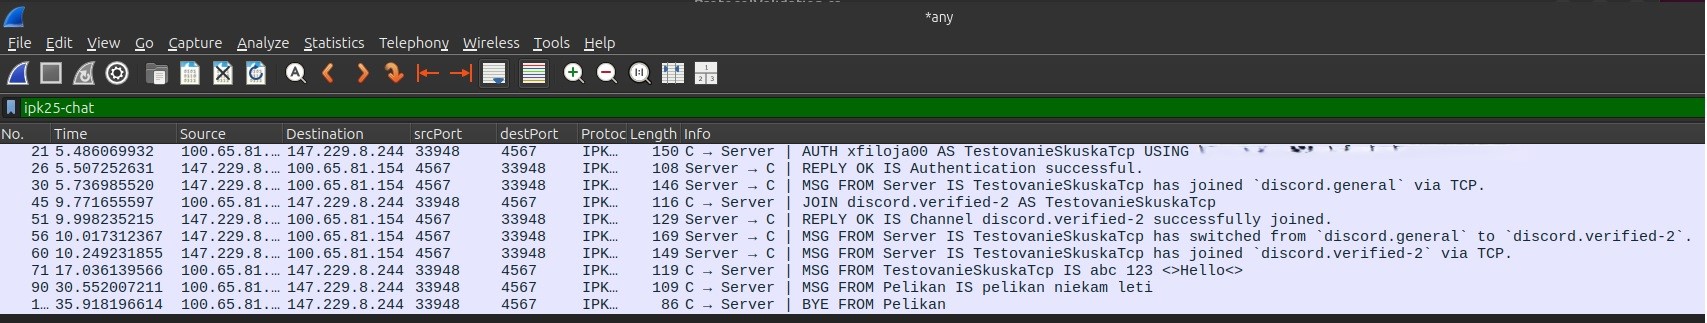 *any
File Edit View Go Capture Analyze Statistics Telephony Wireless Tools Help
ipk25-chat
No. Time Source Destination srcPort destPort Protoc Length Info
21 5.486069932 100.65.81.… 147.229.8.244 33948 4567 IPK… 150 C → Server | AUTH xfiloja00 AS TestovanieSkuskaTcp USING
26 5.507252631 147.229.8.… 100.65.81.154 4567 33948 IPK… 108 Server → C | REPLY OK IS Authentication successful.
30 5.736985520 147.229.8.… 100.65.81.154 4567 33948 IPK… 146 Server → C | MSG FROM Server IS TestovanieSkuskaTcp has joined `discord.general` via TCP.
45 9.771655597 100.65.81.… 147.229.8.244 33948 4567 IPK… 116 C → Server | JOIN discord.verified-2 AS TestovanieSkuskaTcp
51 9.998235215 147.229.8.… 100.65.81.154 4567 33948 IPK… 129 Server → C | REPLY OK IS Channel discord.verified-2 successfully joined.
56 10.017312367 147.229.8.… 100.65.81.154 4567 33948 IPK… 169 Server → C | MSG FROM Server IS TestovanieSkuskaTcp has switched from `discord.general` to `discord.verified-2`.
60 10.249231855 147.229.8.… 100.65.81.154 4567 33948 IPK… 149 Server → C | MSG FROM Server IS TestovanieSkuskaTcp has joined `discord.verified-2` via TCP.
71 17.036139566 100.65.81.… 147.229.8.244 33948 4567 IPK… 119 C → Server | MSG FROM TestovanieSkuskaTcp IS abc 123 <>Hello<>
90 30.552007211 100.65.81.… 147.229.8.244 33948 4567 IPK… 109 C → Server | MSG FROM Pelikan IS pelikan niekam leti
1… 35.918196614 100.65.81.… 147.229.8.244 33948 4567 IPK… 86 C → Server | BYE FROM Pelikan